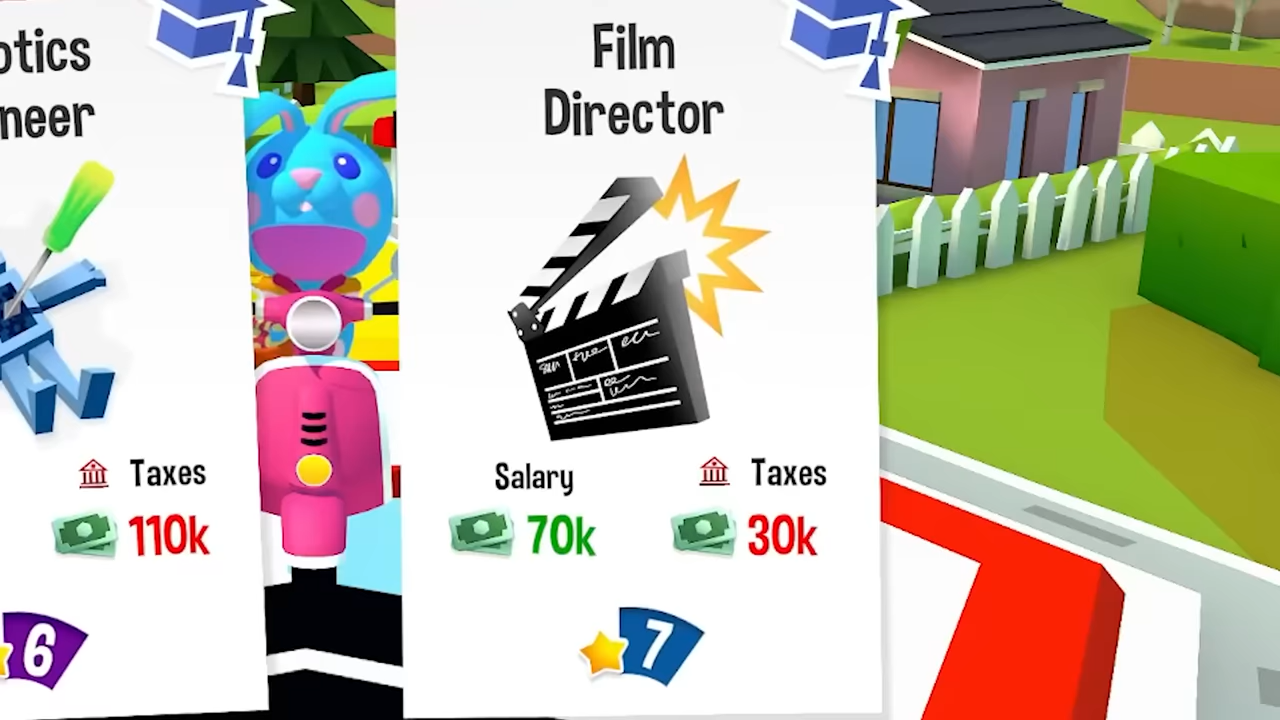 otics
neer
Taxes
110k
6
Film
Director
Salary
Taxes
70k
30k
7